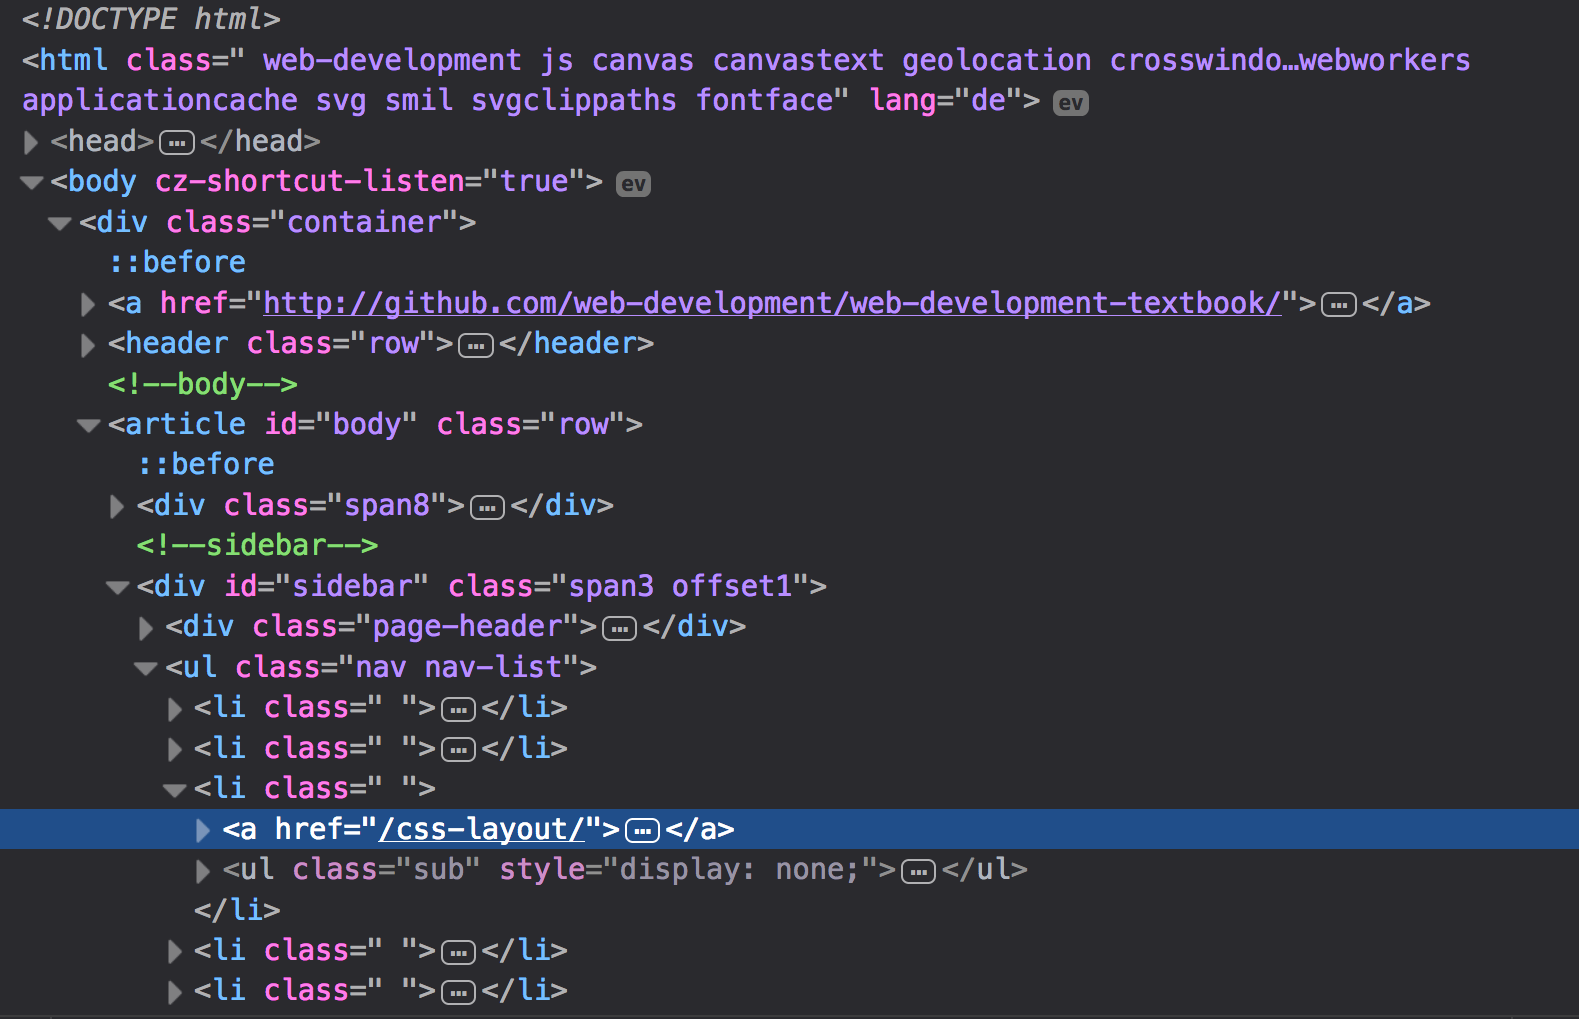 <!DOCTYPE html>
<html class=" web-development js canvas canvastext geolocation crosswindo…webworkers
applicationcache svg smil svgclippaths fontface" lang="de"> ev
<head>…</head>
<body cz-shortcut-listen="true"> ev
<div class="container">
::before
<a href="http://github.com/web-development/web-development-textbook/">…</a>
<header class="row">…</header>
<!--body-->
<article id="body" class="row">
::before
<div class="span8">…</div>
<!--sidebar-->
<div id="sidebar" class="span3 offset1">
<div class="page-header">…</div>
<ul class="nav nav-list">
<li class=" ">…</li>
<li class=" ">…</li>
<li class=" ">
<a href="/css-layout/">…</a>
<ul class="sub" style="display: none;">…</ul>
</li>
<li class=" ">…</li>
<li class=" ">…</li>